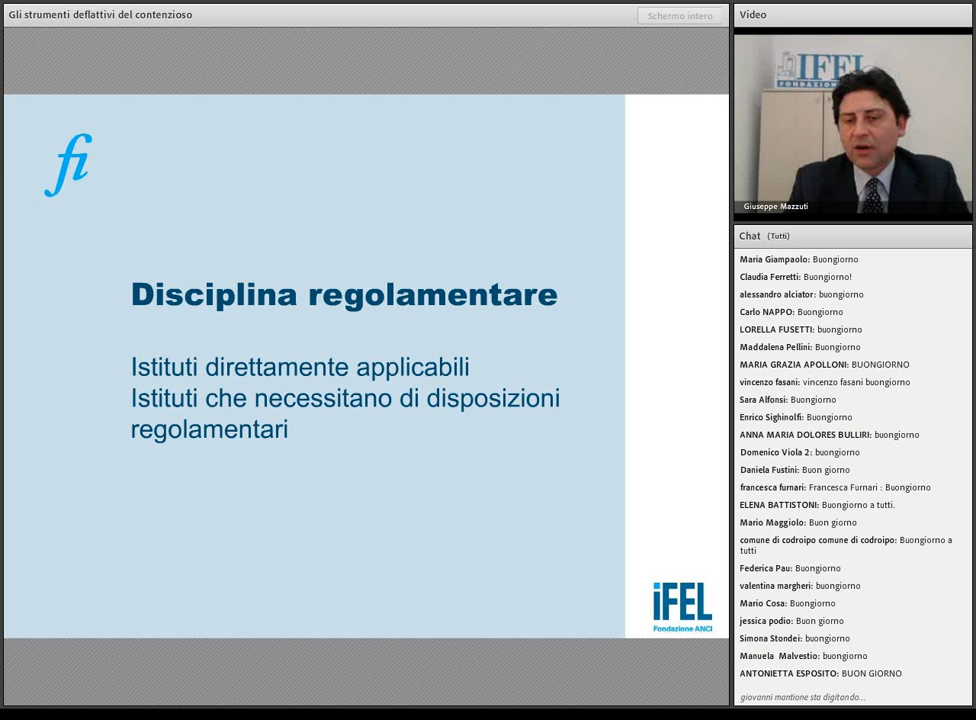 Gli strumenti deflattivi del contenzioso
Schermo intero
fi
Disciplina regolamentare
Istituti direttamente applicabili
Istituti che necessitano di disposizioni
regolamentari
iFEL
Fondazione ANCI
Video
IFEL
FONDAZION
Giuseppe Mazzuti
Chat (Tutti)
Maria Giampaolo: Buongiorno
Claudia Ferretti: Buongiorno!
alessandro alciator: buongiorno
Carlo NAPPO: Buongiorno
LORELLA FUSETTI: buongiorno
Maddalena Pellini: Buongiorno
MARIA GRAZIA APOLLONI: BUONGIORNO
vincenzo fasani: vincenzo fasani buongiorno
Sara Alfonsi: Buongiorno
Enrico Sighinolfi: Buongiorno
ANNA MARIA DOLORES BULLIRI: buongiorno
Domenico Viola 2: buongiorno
Daniela Fustini: Buon giorno
francesca furnari: Francesca Furnari : Buongiorno
ELENA BATTISTONI: Buongiorno a tutti.
Mario Maggiolo: Buon giorno
comune di codroipo comune di codroipo: Buongiorno a
tutti
Federica Pau: Buongiorno
valentina margheri: buongiorno
Mario Cosa: Buongiorno
jessica podio: Buon giorno
Simona Stondei: buongiorno
Manuela Malvestio: buongiorno
ANTONIETTA ESPOSITO: BUON GIORNO
giovanni mantione sta digitando...